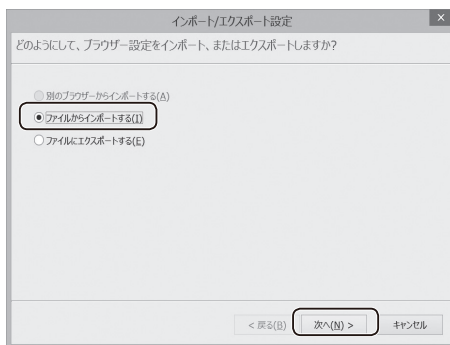 インポート/エクスポート設定
どのようにして、ブラウザー設定をインポート、またはエクスポートしますか?
別のブラウザーからインポートする(A)
ファイルからインポートする(I)
ファイルにエクスポートする(E)
< 戻る(B) 次へ(N) > キャンセル